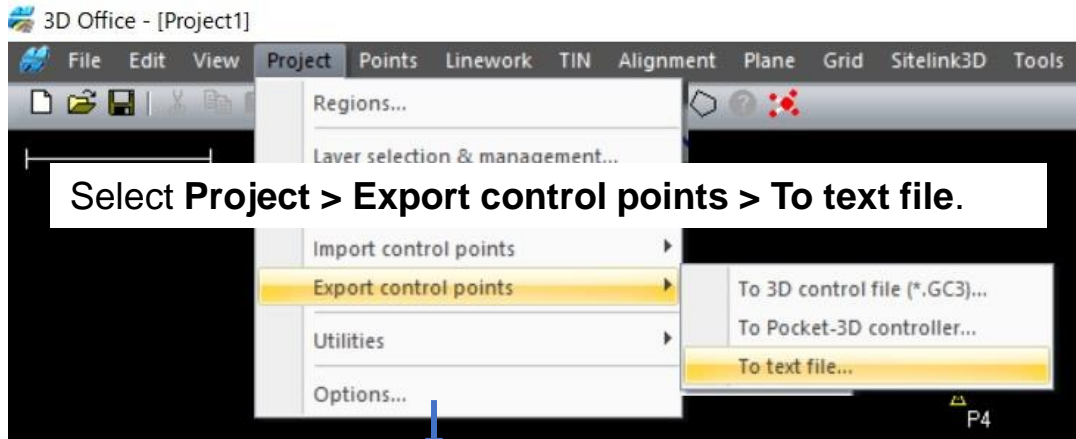 3D Office - [Project1]
File Edit View Project Points Linework TIN Alignment Plane Grid Sitelink3D Tools
Regions...
Layer selection & management...
Select Project > Export control points > To text file.
Import control points
Export control points
To 3D control file (*.GC3)...
To Pocket-3D controller...
Utilities
To text file...
Options...
P4